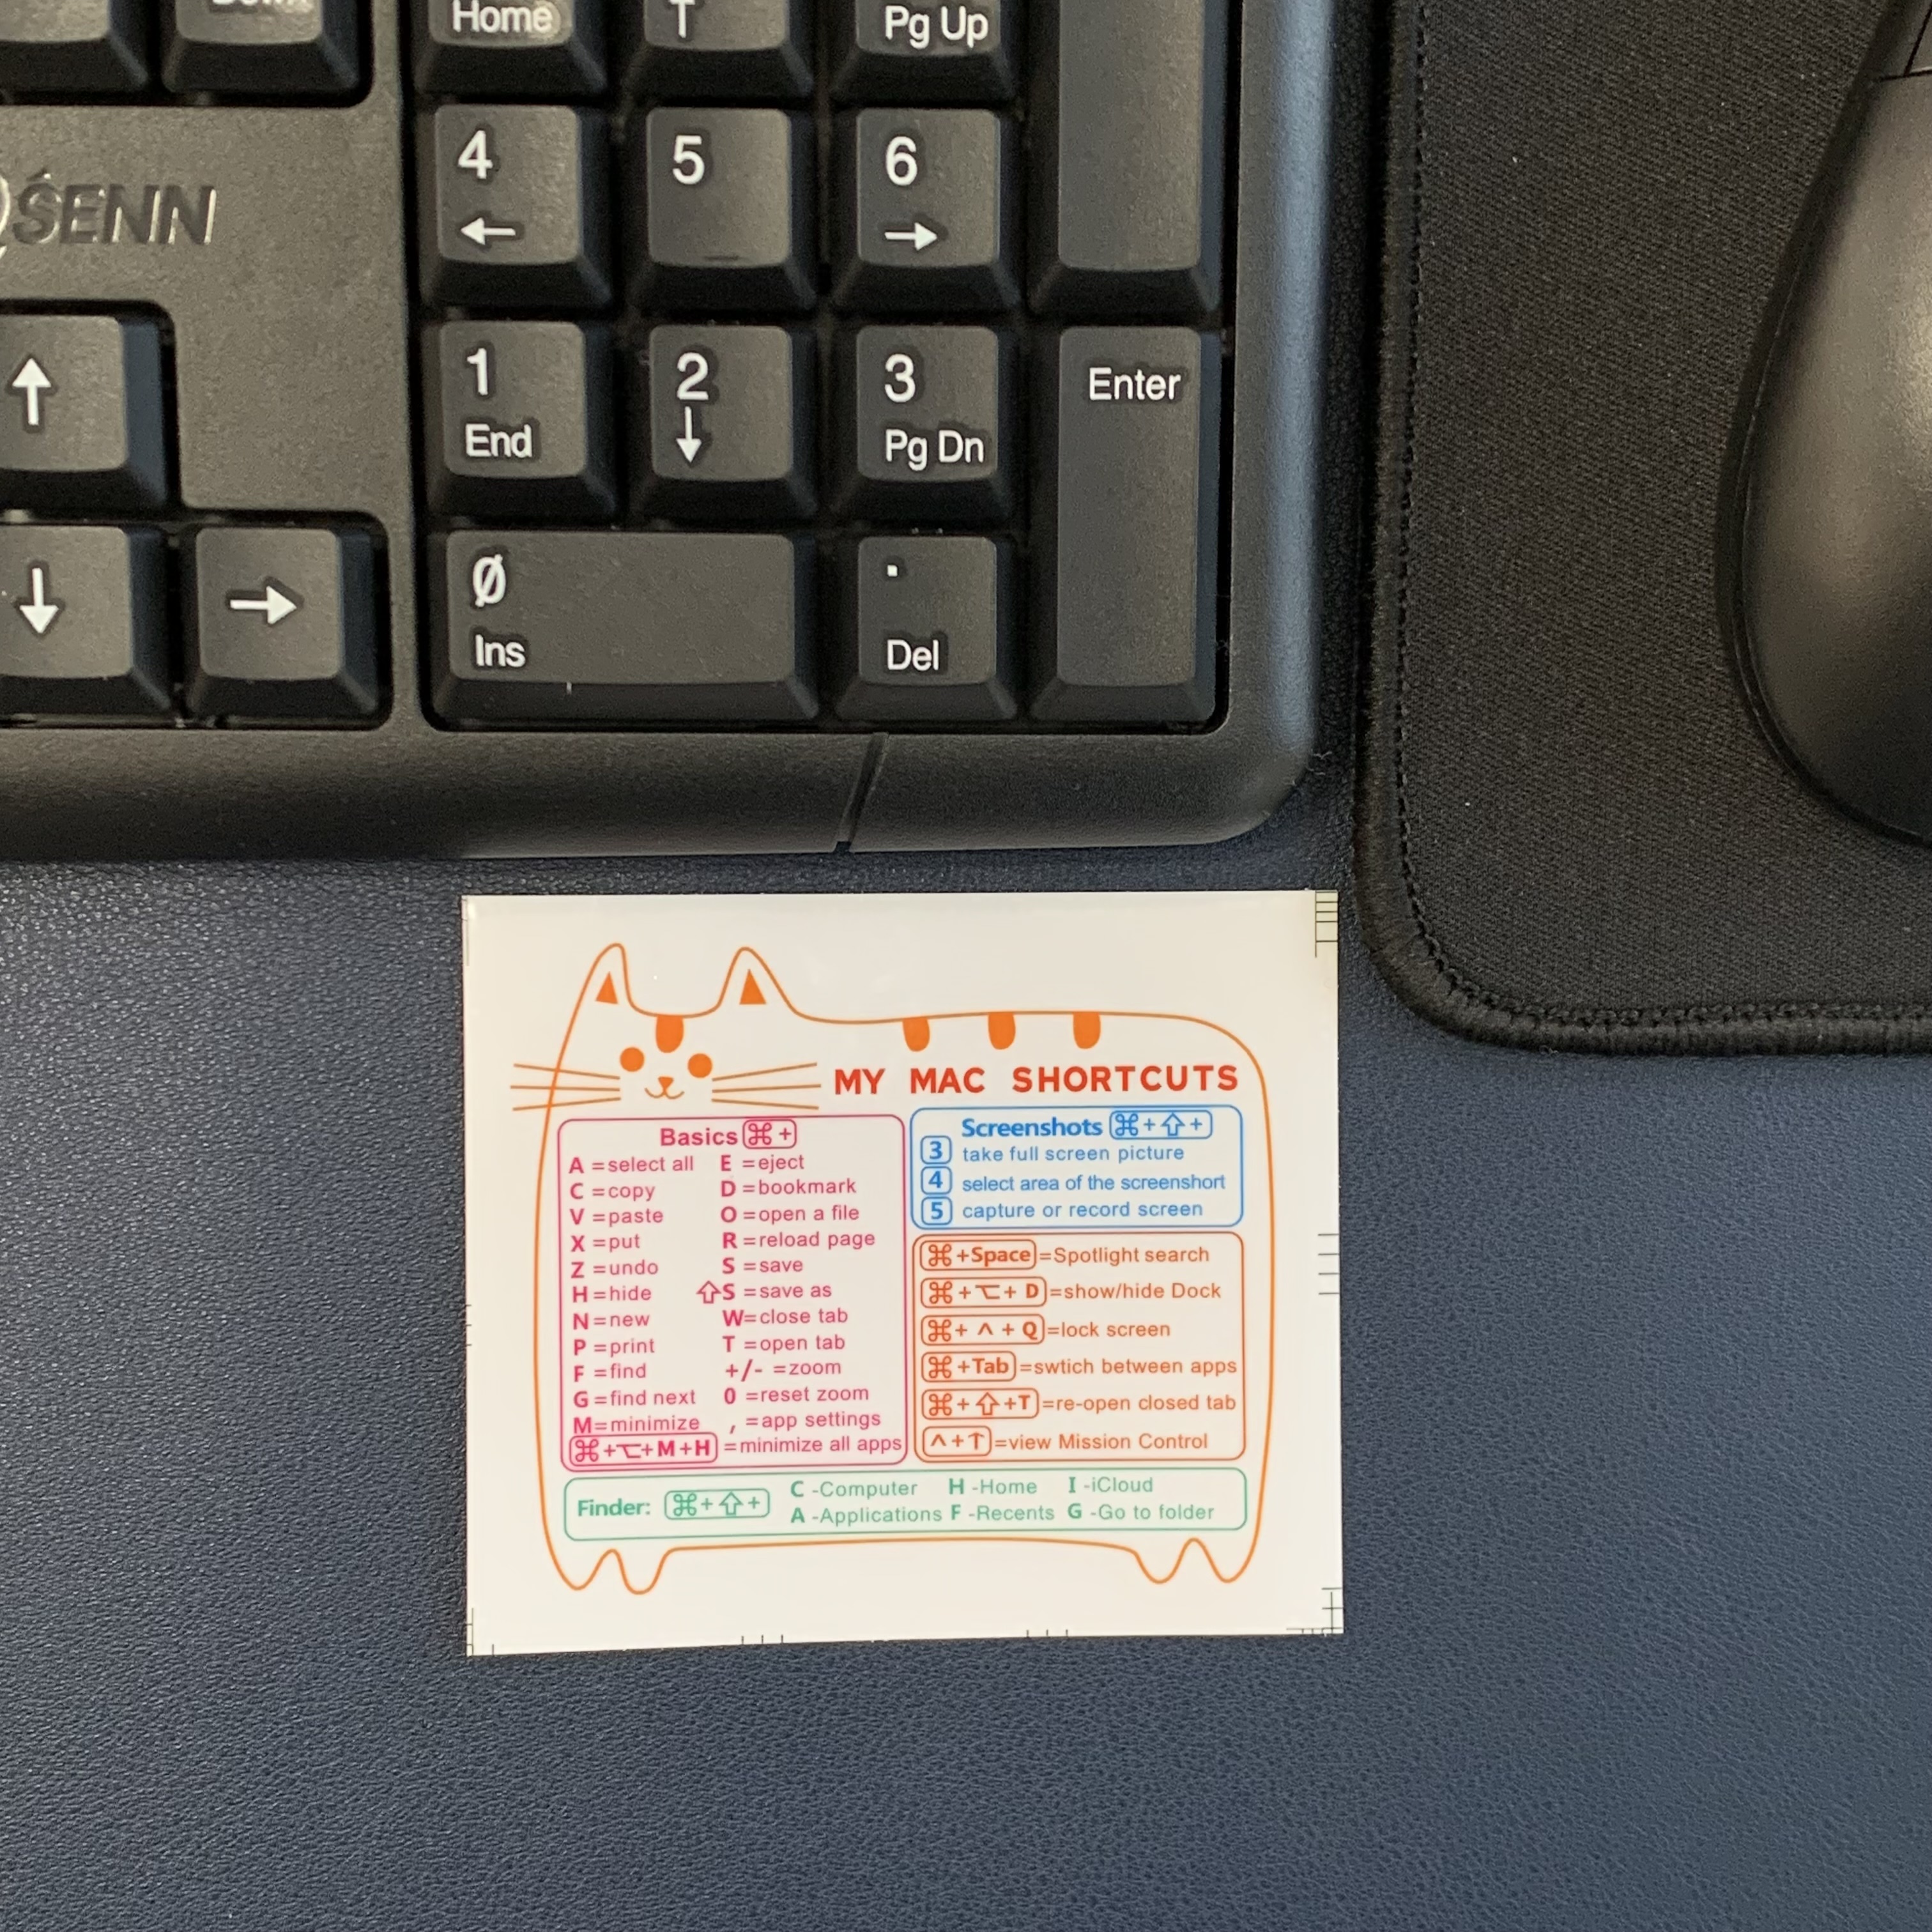 Home
↑
Pg Up
4
←
5
6
→
ŚENN
1
End
2
↓
3
Pg Dn
Enter
↑
0
Ins
.
Del
↓
→
MY MAC SHORTCUTS
Basics ⌘ +
A =select all
C =copy
V =paste
X =put
Z =undo
H =hide
N =new
P =print
F =find
G =find next
M=minimize
E =eject
D =bookmark
O =open a file
R =reload page
S =save
⇧S =save as
W=close tab
T =open tab
+/- =zoom
0 =reset zoom
, =app settings
⌘+⌥+M+H =minimize all apps
Screenshots ⌘+⇧+
3 take full screen picture
4 select area of the screenshort
5 capture or record screen
⌘+Space=Spotlight search
⌘+⌥+ D=show/hide Dock
⌘+ ^ + Q=lock screen
⌘+Tab=swtich between apps
⌘+⇧+T=re-open closed tab
^+↑=view Mission Control
Finder: ⌘+⇧+
C -Computer H -Home I -iCloud
A -Applications F -Recents G -Go to folder